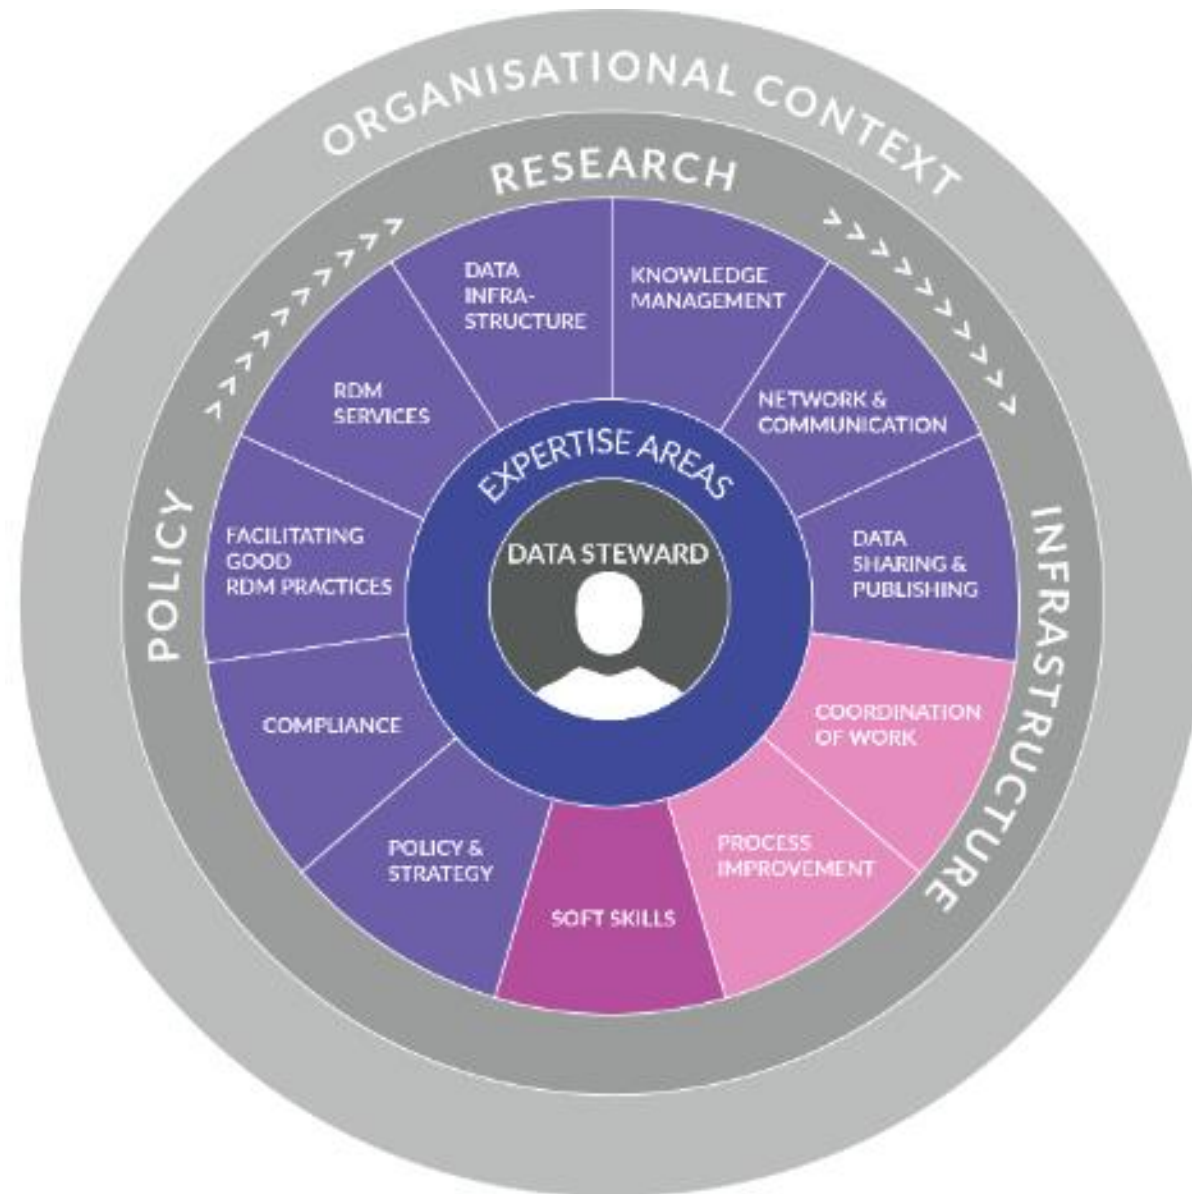 ORGANISATIONAL CONTEXT
RESEARCH
POLICY
INFRASTRUCTURE
DATA
INFRA-
STRUCTURE
KNOWLEDGE
MANAGEMENT
RDM
SERVICES
NETWORK &
COMMUNICATION
EXPERTISE AREAS
DATA STEWARD
FACILITATING
GOOD
RDM PRACTICES
DATA
SHARING &
PUBLISHING
COMPLIANCE
COORDINATION
OF WORK
POLICY &
STRATEGY
PROCESS
IMPROVEMENT
SOFT SKILLS